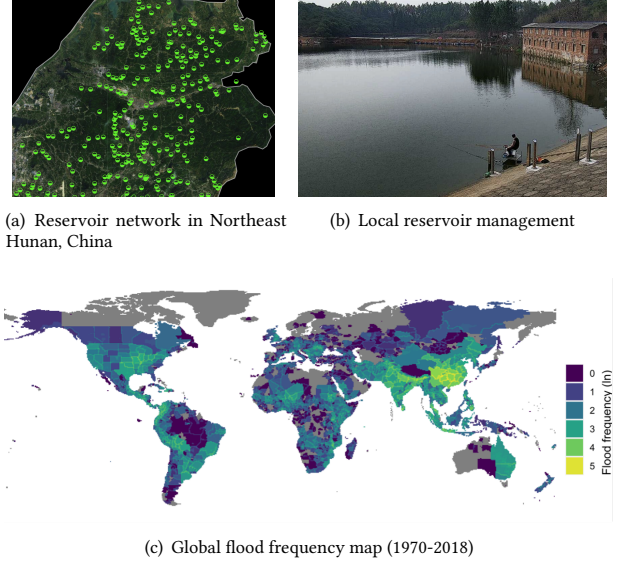 (a) Reservoir network in Northeast
Hunan, China
(b) Local reservoir management
0
1
2
3
4
5
Flood frequency (ln)
(c) Global flood frequency map (1970-2018)